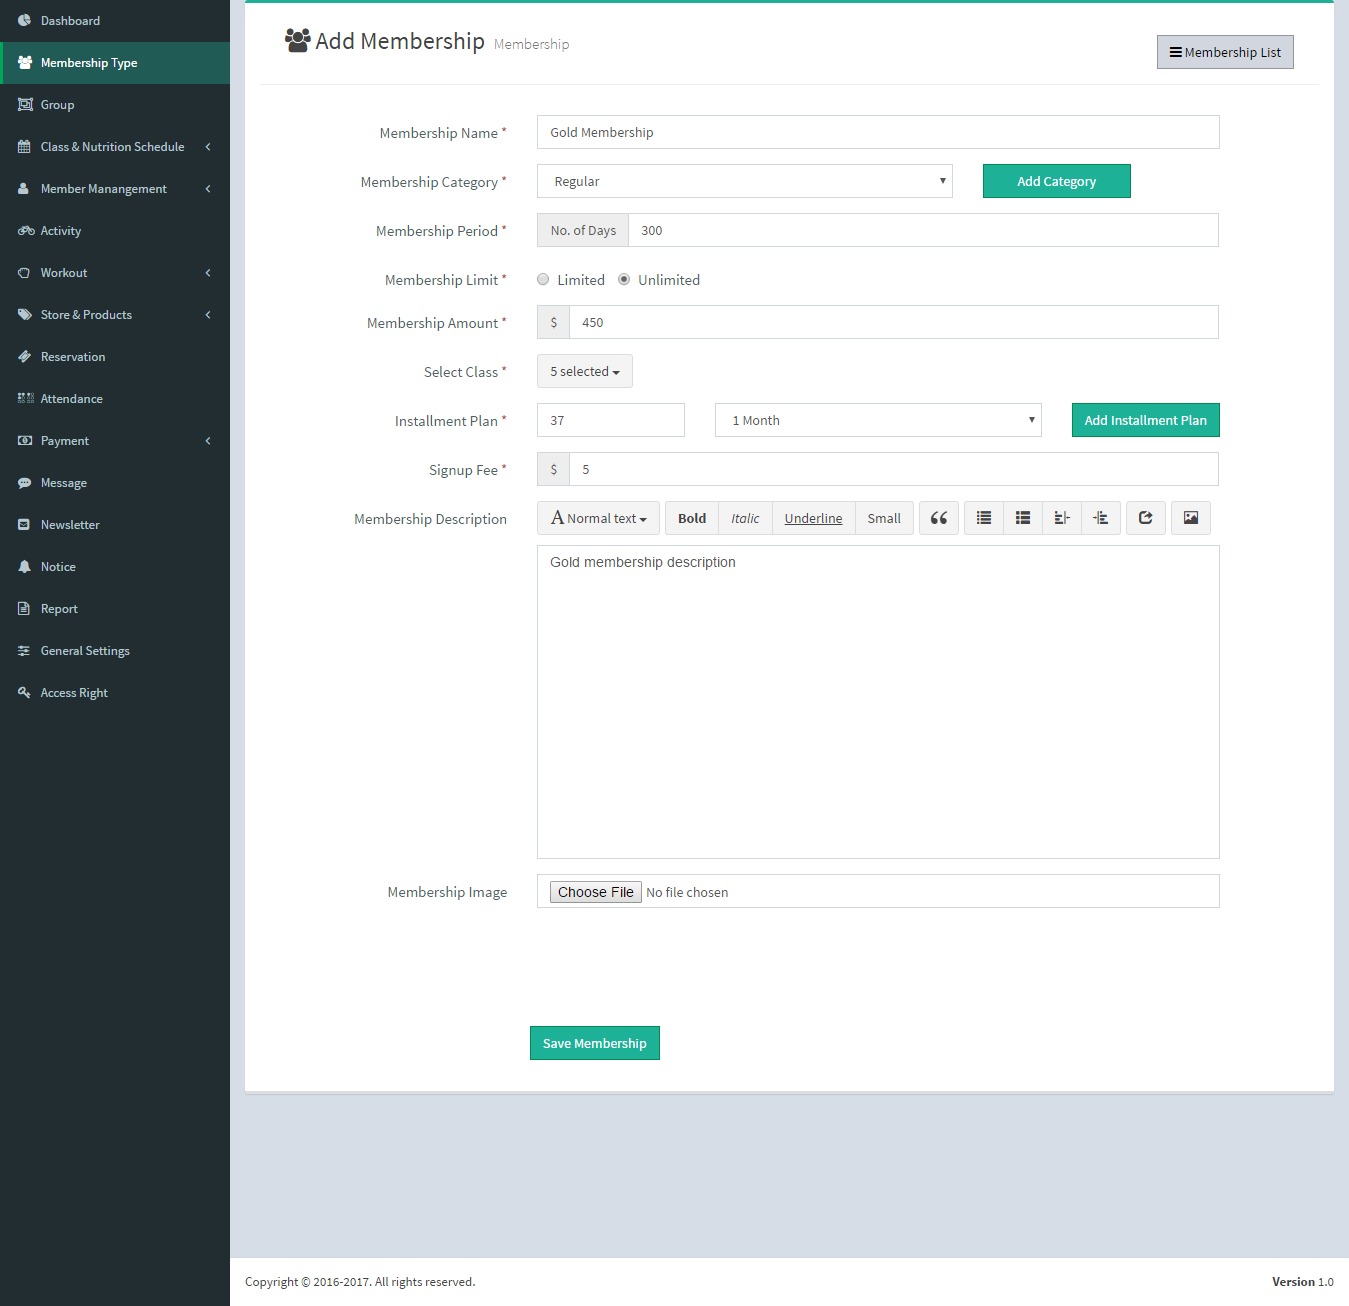 Dashboard
Membership Type
Group
Class & Nutrition Schedule
Member Manangement
Activity
Workout
Store & Products
Reservation
Attendance
Payment
Message
Newsletter
Notice
Report
General Settings
Access Right
Add Membership Membership
Membership List
Membership Name * Gold Membership
Membership Category * Regular Add Category
Membership Period * No. of Days 300
Membership Limit * Limited Unlimited
Membership Amount * $ 450
Select Class * 5 selected
Installment Plan * 37 1 Month Add Installment Plan
Signup Fee * $ 5
Membership Description A Normal text Bold Italic Underline Small
Gold membership description
Membership Image Choose File No file chosen
Save Membership
Copyright © 2016-2017. All rights reserved. Version 1.0